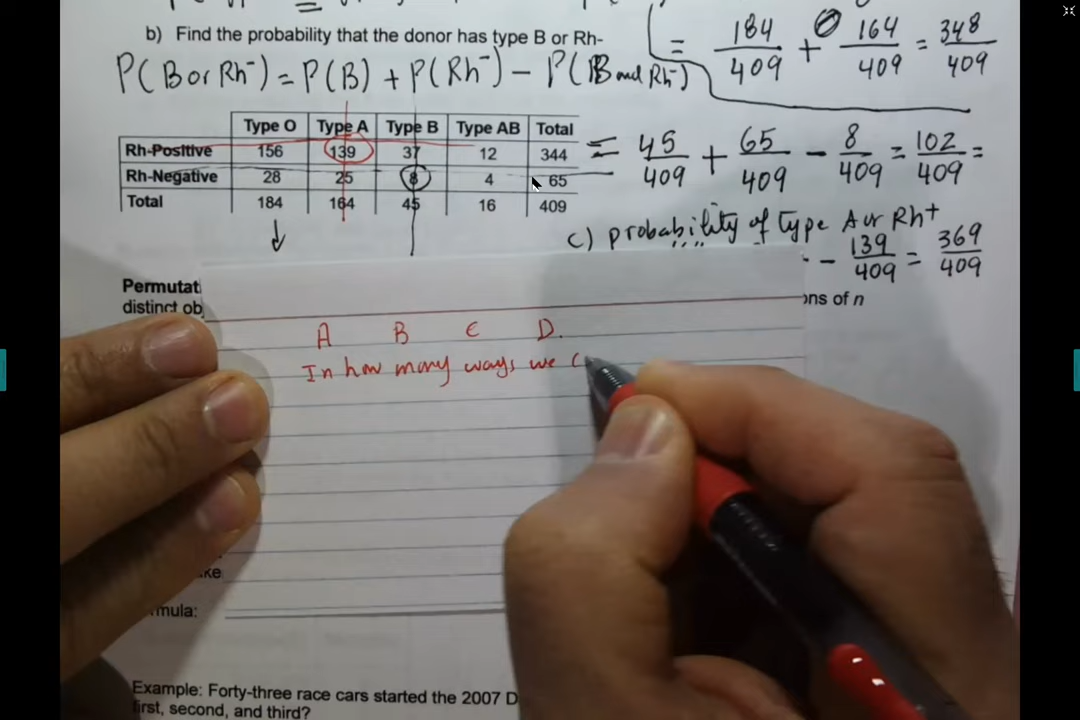 b) Find the probability that the donor has type B or Rh-
= 184/409 + 164/409 = 348/409
P(B or Rh⁻) = P(B) + P(Rh⁻) − P(B and Rh⁻)
Type O Type A Type B Type AB Total
Rh-Positive 156 139 37 12 344
Rh-Negative 28 25 8 4 65
Total 184 164 45 16 409
= 45/409 + 65/409 − 8/409 = 102/409 =
c) probability of type A or Rh⁺
− 139/409 = 369/409
Permutat
distinct ob
ons of n
A B C D.
In how many ways we c
ke
mula:
Example: Forty-three race cars started the 2007 D
first, second, and third?